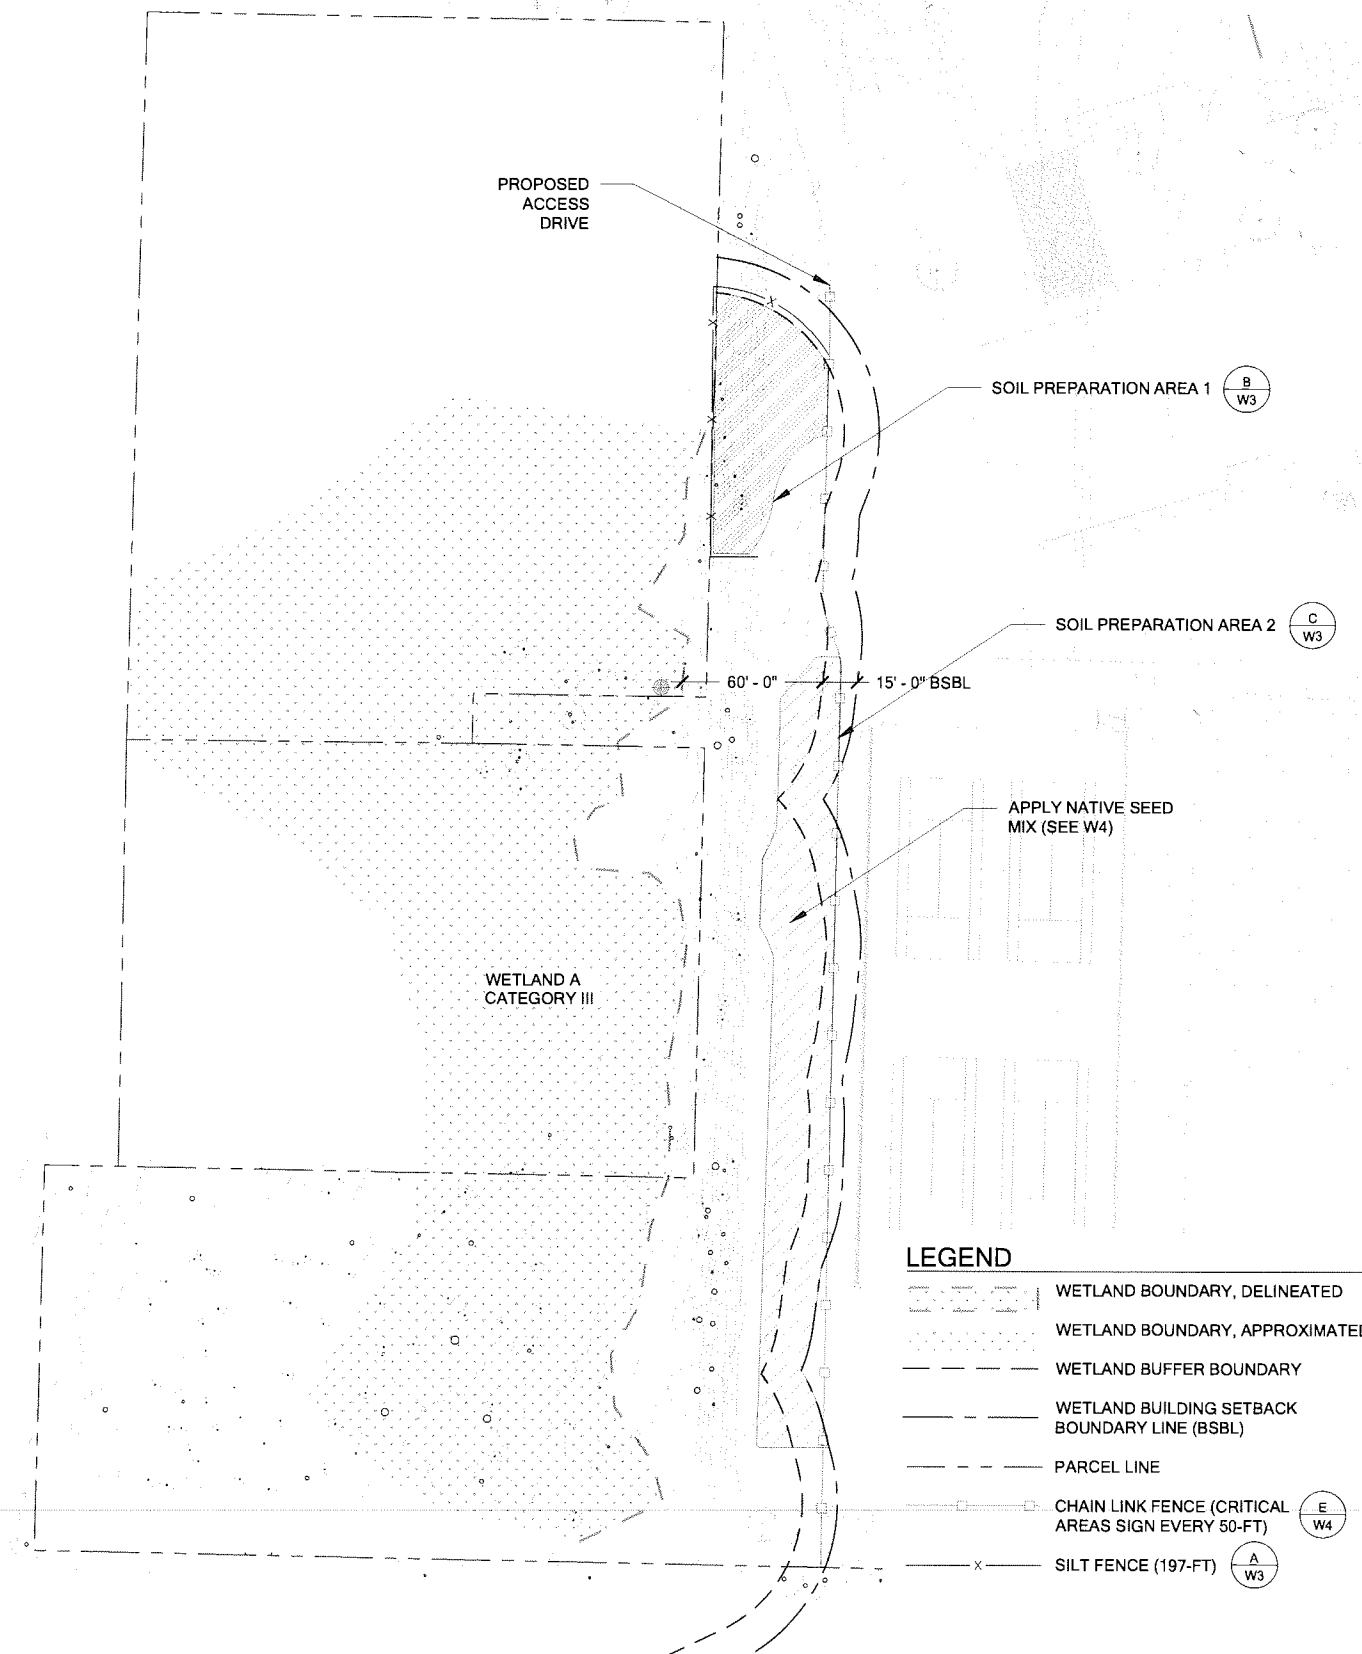 PROPOSED
ACCESS
DRIVE
SOIL PREPARATION AREA 1
B
W3
SOIL PREPARATION AREA 2
C
W3
60' - 0"
15' - 0" BSBL
APPLY NATIVE SEED
MIX (SEE W4)
WETLAND A
CATEGORY III
LEGEND
WETLAND BOUNDARY, DELINEATED
WETLAND BOUNDARY, APPROXIMATED
WETLAND BUFFER BOUNDARY
WETLAND BUILDING SETBACK
BOUNDARY LINE (BSBL)
PARCEL LINE
CHAIN LINK FENCE (CRITICAL
AREAS SIGN EVERY 50-FT)
E
W4
SILT FENCE (197-FT)
A
W3